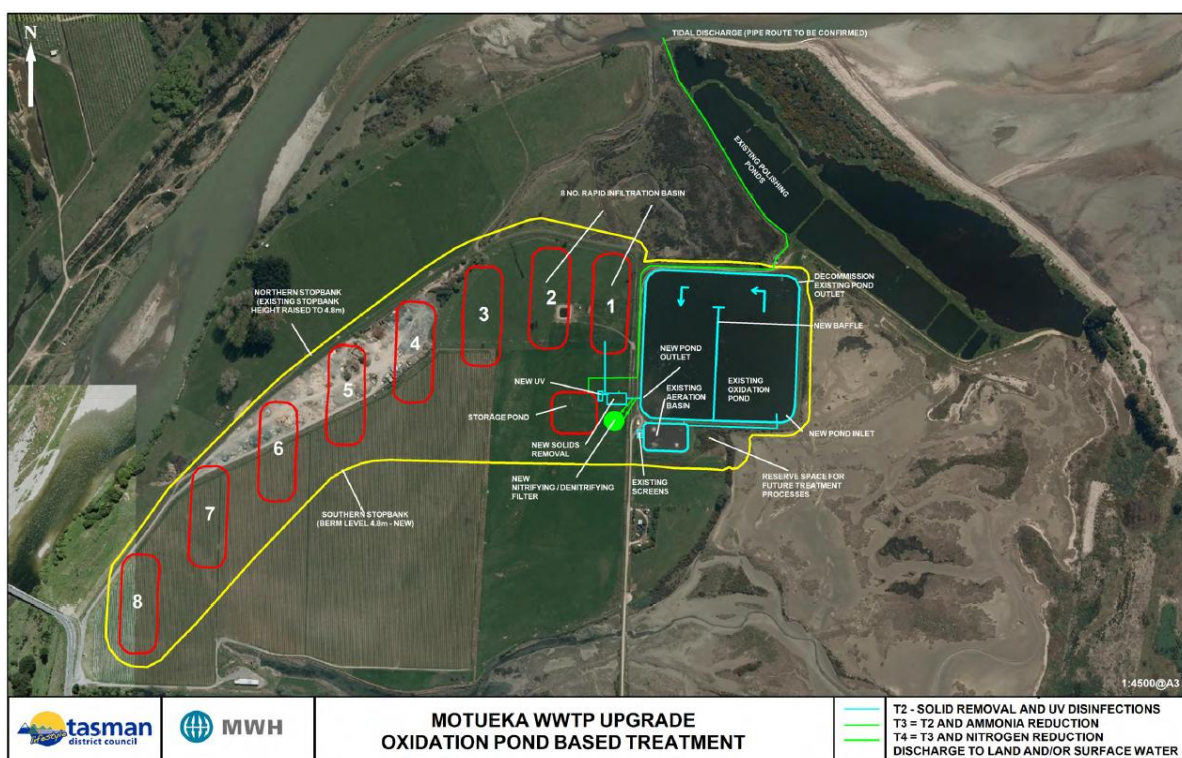 N
TIDAL DISCHARGE (PIPE ROUTE TO BE CONFIRMED)
EXISTING POLISHING
PONDS
8 NO. RAPID INFILTRATION BASIN
NORTHERN STOPBANK
(EXISTING STOPBANK
HEIGHT RAISED TO 4.8m)
DECOMMISSION
EXISTING POND
OUTLET
1
2
3
4
5
6
7
8
NEW BAFFLE
NEW POND
OUTLET
NEW UV
EXISTING
AERATION
BASIN
EXISTING
OXIDATION
POND
STORAGE POND
NEW POND INLET
NEW SOLIDS
REMOVAL
NEW
NITRIFYING / DENITRIFYING
FILTER
EXISTING
SCREENS
RESERVE SPACE FOR
FUTURE TREATMENT
PROCESSES
SOUTHERN STOPBANK
(BERM LEVEL 4.8m - NEW)
1:4500@A3
tasman
district council
lifestyle
MWH
MOTUEKA WWTP UPGRADE
OXIDATION POND BASED TREATMENT
T2 - SOLID REMOVAL AND UV DISINFECTIONS
T3 = T2 AND AMMONIA REDUCTION
T4 = T3 AND NITROGEN REDUCTION
DISCHARGE TO LAND AND/OR SURFACE WATER